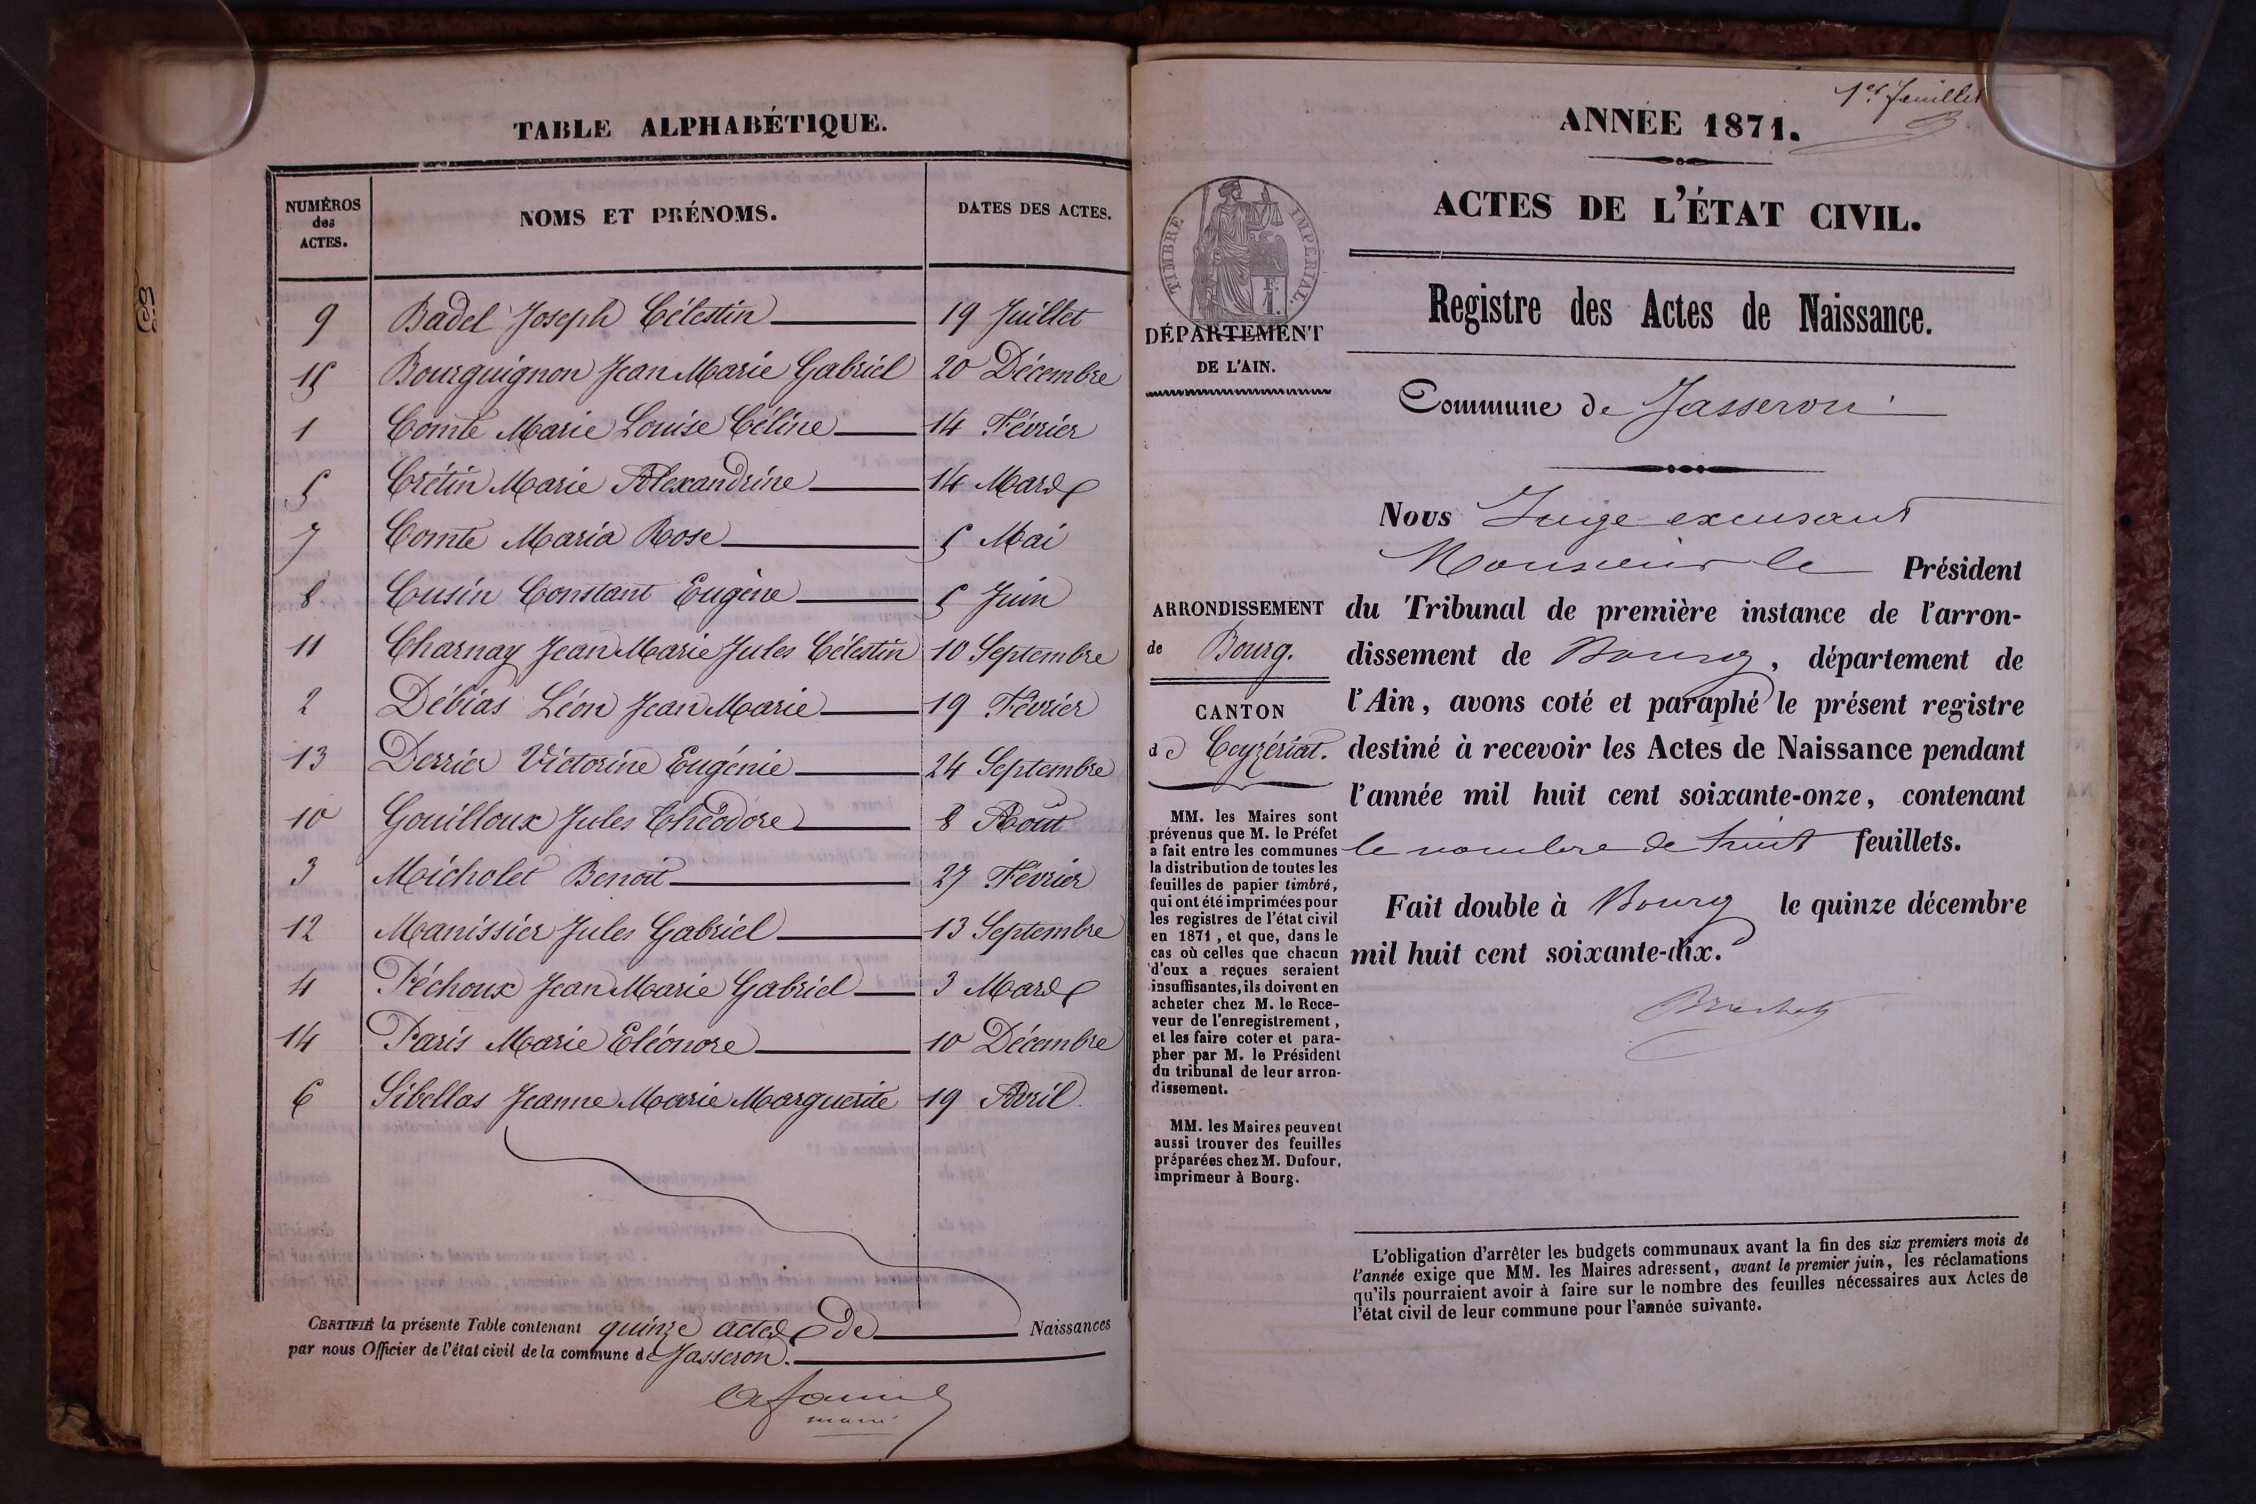 TABLE ALPHABÉTIQUE.
NUMÉROS des ACTES. NOMS ET PRÉNOMS. DATES DES ACTES.
9 Badel Joseph Célestin 19 Juillet
15 Bourguignon Jean Marie Gabriel 20 Décembre
1 Comte Marie Louise Céline 14 Février
5 Crétin Marie Alexandrine 14 Mars
7 Comte Maria Rose 5 Mai
8 Cusin Constant Eugène 5 Juin
11 Charnay Jean Marie Jules Célestin 10 Septembre
2 Débias Léon Jean Marie 19 Février
13 Derrier Victorine Eugénie 24 Septembre
10 Gouilloux Jules Théodore 8 Août
3 Micholet Benoit 27 Février
12 Manissier Jules Gabriel 13 Septembre
4 Péchoux Jean Marie Gabriel 3 Mars
14 Paris Marie Eléonore 10 Décembre
6 Sibellas Jeanne Marie Marguerite 19 Avril
CERTIFIÉ la présente Table contenant quinze actes de Naissances
par nous Officier de l'état civil de la commune de Jasseron.
maire
1er feuillet
ANNÉE 1871.
ACTES DE L'ÉTAT CIVIL.
TIMBRE IMPÉRIAL.
1 F.
DÉPARTEMENT
DE L'AIN.
Registre des Actes de Naissance.
Commune de Jasseron
ARRONDISSEMENT
de Bourg.
CANTON
de Ceyzériat.
MM. les Maires sont
prévenus que M. le Préfet
a fait entre les communes
la distribution de toutes les
feuilles de papier timbré,
qui ont été imprimées pour
les registres de l'état civil
en 1871, et que, dans le
cas où celles que chacun
d'eux a reçues seraient
insuffisantes, ils doivent en
acheter chez M. le Rece-
veur de l'enregistrement,
et les faire coter et para-
pher par M. le Président
du tribunal de leur arron-
dissement.
MM. les Maires peuvent
aussi trouver des feuilles
préparées chez M. Dufour,
imprimeur à Bourg.
Nous Juge excusant
Monsieur le Président
du Tribunal de première instance de l'arron-
dissement de Bourg, département de
l'Ain, avons coté et paraphé le présent registre
destiné à recevoir les Actes de Naissance pendant
l'année mil huit cent soixante-onze, contenant
le nombre de huit feuillets.
Fait double à Bourg le quinze décembre
mil huit cent soixante-dix.
L'obligation d'arrêter les budgets communaux avant la fin des six premiers mois de
l'année exige que MM. les Maires adressent, avant le premier juin, les réclamations
qu'ils pourraient avoir à faire sur le nombre des feuilles nécessaires aux Actes de
l'état civil de leur commune pour l'année suivante.